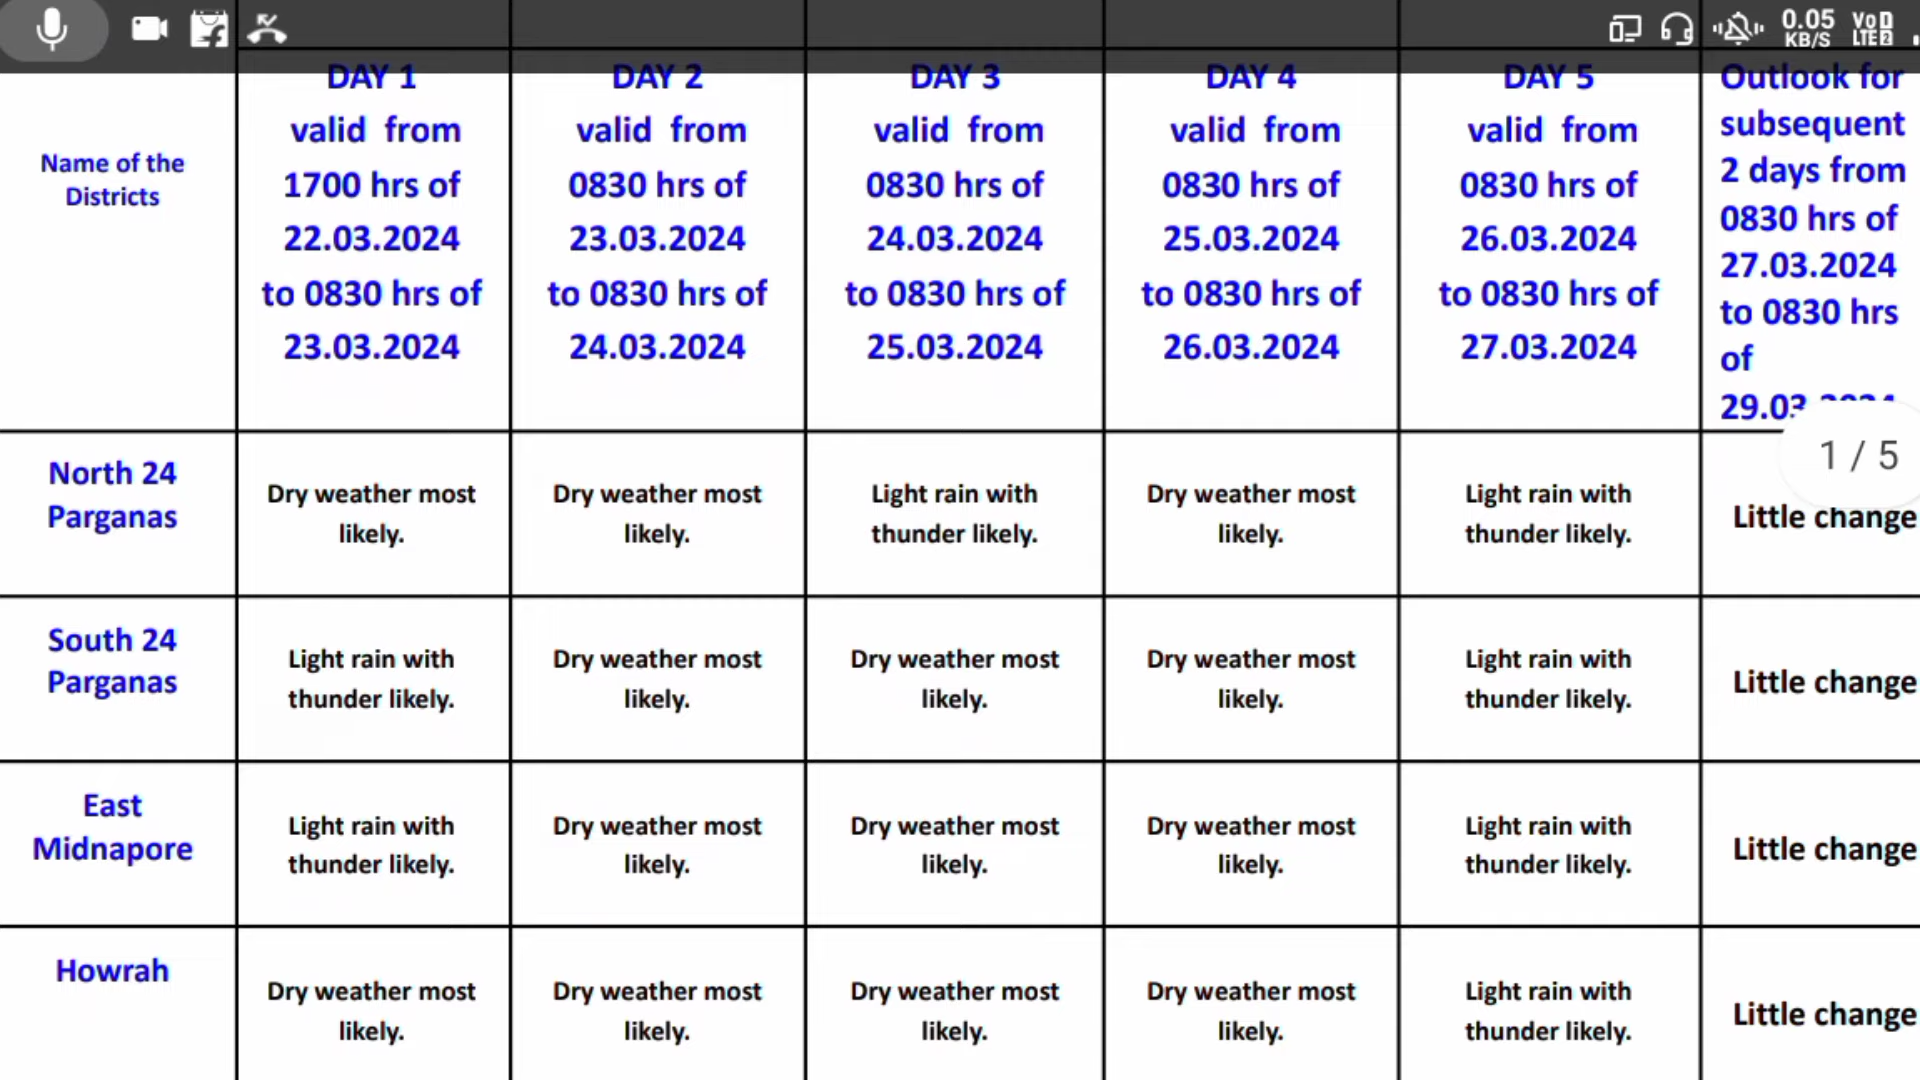 0.05
KB/S
Vo
LTE 2
Name of the
Districts
DAY 1
valid from
1700 hrs of
22.03.2024
to 0830 hrs of
23.03.2024
DAY 2
valid from
0830 hrs of
23.03.2024
to 0830 hrs of
24.03.2024
DAY 3
valid from
0830 hrs of
24.03.2024
to 0830 hrs of
25.03.2024
DAY 4
valid from
0830 hrs of
25.03.2024
to 0830 hrs of
26.03.2024
DAY 5
valid from
0830 hrs of
26.03.2024
to 0830 hrs of
27.03.2024
Outlook for
subsequent
2 days from
0830 hrs of
27.03.2024
to 0830 hrs
of
29.03.2024
1 / 5
North 24
Parganas
Dry weather most
likely.
Dry weather most
likely.
Light rain with
thunder likely.
Dry weather most
likely.
Light rain with
thunder likely.
Little change
South 24
Parganas
Light rain with
thunder likely.
Dry weather most
likely.
Dry weather most
likely.
Dry weather most
likely.
Light rain with
thunder likely.
Little change
East
Midnapore
Light rain with
thunder likely.
Dry weather most
likely.
Dry weather most
likely.
Dry weather most
likely.
Light rain with
thunder likely.
Little change
Howrah
Dry weather most
likely.
Dry weather most
likely.
Dry weather most
likely.
Dry weather most
likely.
Light rain with
thunder likely.
Little change